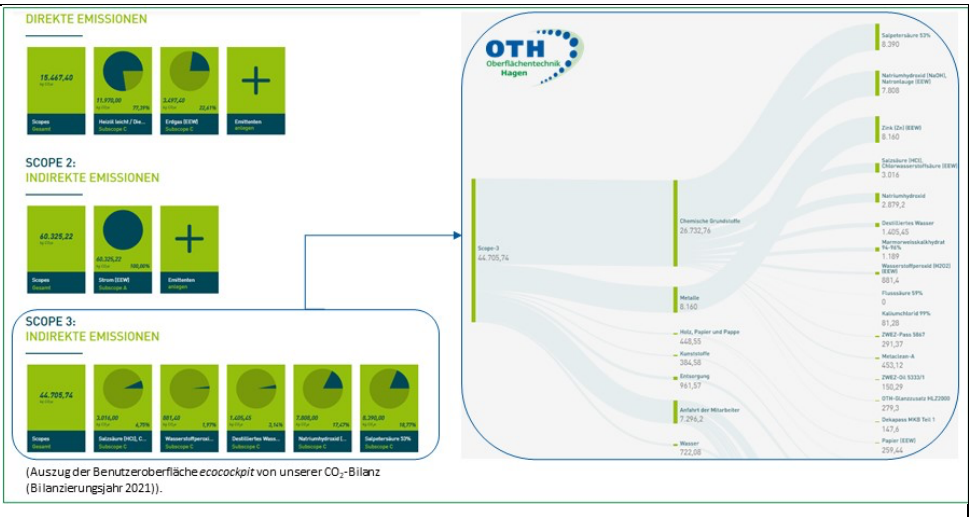 DIREKTE EMISSIONEN
15.467,40
11.970,00
77,39%
3.497,40
22,61%
Scopes
Gesamt
Heizöl leicht / Die...
Subscope C
Erdgas (EEW)
Subscope C
Emittenten
anlegen
SCOPE 2:
INDIREKTE EMISSIONEN
60.325,22
60.325,22
100,00%
Scopes
Gesamt
Strom (EEW)
Subscope A
Emittenten
anlegen
SCOPE 3:
INDIREKTE EMISSIONEN
44.705,74
3.016,00
6,75%
881,40
1,97%
1.405,45
3,14%
7.808,00
17,47%
8.390,00
18,77%
Scopes
Gesamt
Salzsäure (HCl), C...
Subscope C
Wasserstoffperoxi...
Subscope C
Destilliertes Wass...
Subscope C
Natriumhydroxid (...
Subscope C
Salpetersäure 53%
Subscope C
(Auszug der Benutzeroberfläche ecocockpit von unserer CO₂-Bilanz
(Bilanzierungsjahr 2021)).
OTH
Oberflächentechnik
Hagen
Scope-3
44.705,74
Chemische Grundstoffe
26.732,76
Metalle
8.160
Holz, Papier und Pappe
448,55
Kunststoffe
384,58
Entsorgung
961,57
Anfahrt der Mitarbeiter
7.296,2
Wasser
722,08
Salpetersäure 53%
8.390
Natriumhydroxid (NaOH),
Natronlauge (EEW)
7.808
Zink (Zn) (EEW)
8.160
Salzsäure (HCl),
Chlorwasserstoffsäure (EEW)
3.016
Natriumhydroxid
2.879,2
Destilliertes Wasser
1.405,45
Marmorweisskalkhydrat
94-96%
1.189
Wasserstoffperoxid (H2O2)
(EEW)
881,4
Flusssäure 59%
0
Kaliumchlorid 99%
81,28
ZWEZ-Pass 5867
291,37
Metaclean-A
453,12
ZWEZ-Oil 5333/1
150,29
OTH-Glanzzusatz HLZ2000
279,3
Dekapass MKB Teil 1
147,6
Papier (EEW)
259,44